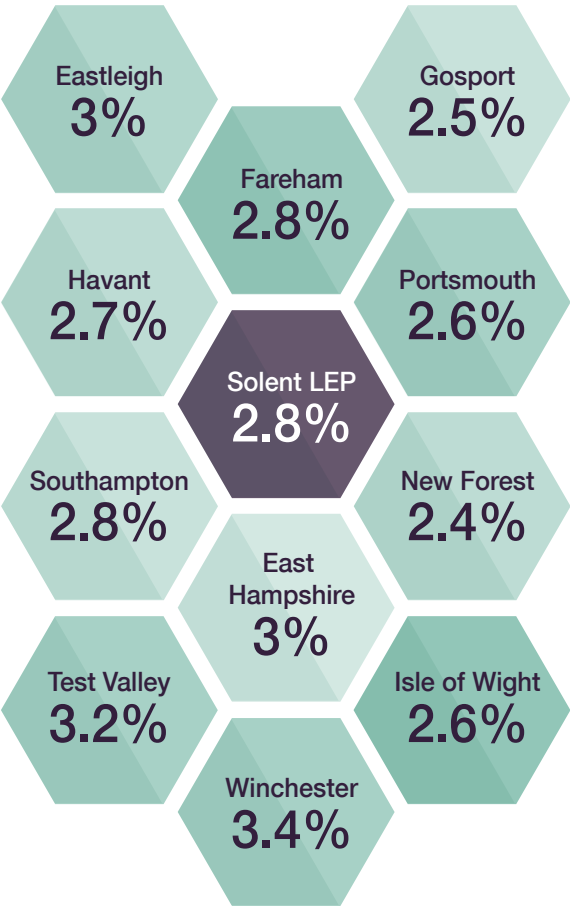 Eastleigh
3%
Gosport
2.5%
Fareham
2.8%
Havant
2.7%
Portsmouth
2.6%
Solent LEP
2.8%
Southampton
2.8%
New Forest
2.4%
East
Hampshire
3%
Test Valley
3.2%
Isle of Wight
2.6%
Winchester
3.4%